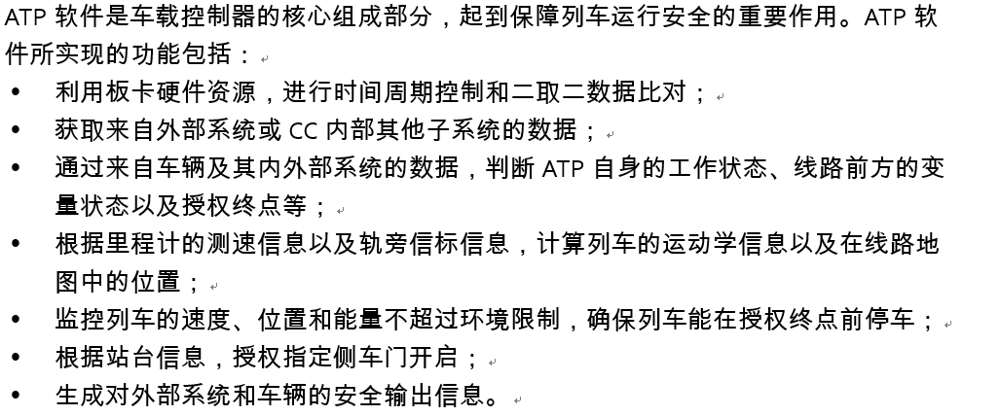 ATP 软件是车载控制器的核心组成部分，起到保障列车运行安全的重要作用。ATP 软
件所实现的功能包括：
• 利用板卡硬件资源，进行时间周期控制和二取二数据比对；
• 获取来自外部系统或 CC 内部其他子系统的数据；
• 通过来自车辆及其内外部系统的数据，判断 ATP 自身的工作状态、线路前方的变
量状态以及授权终点等；
• 根据里程计的测速信息以及轨旁信标信息，计算列车的运动学信息以及在线路地
图中的位置；
• 监控列车的速度、位置和能量不超过环境限制，确保列车能在授权终点前停车；
• 根据站台信息，授权指定侧车门开启；
• 生成对外部系统和车辆的安全输出信息。